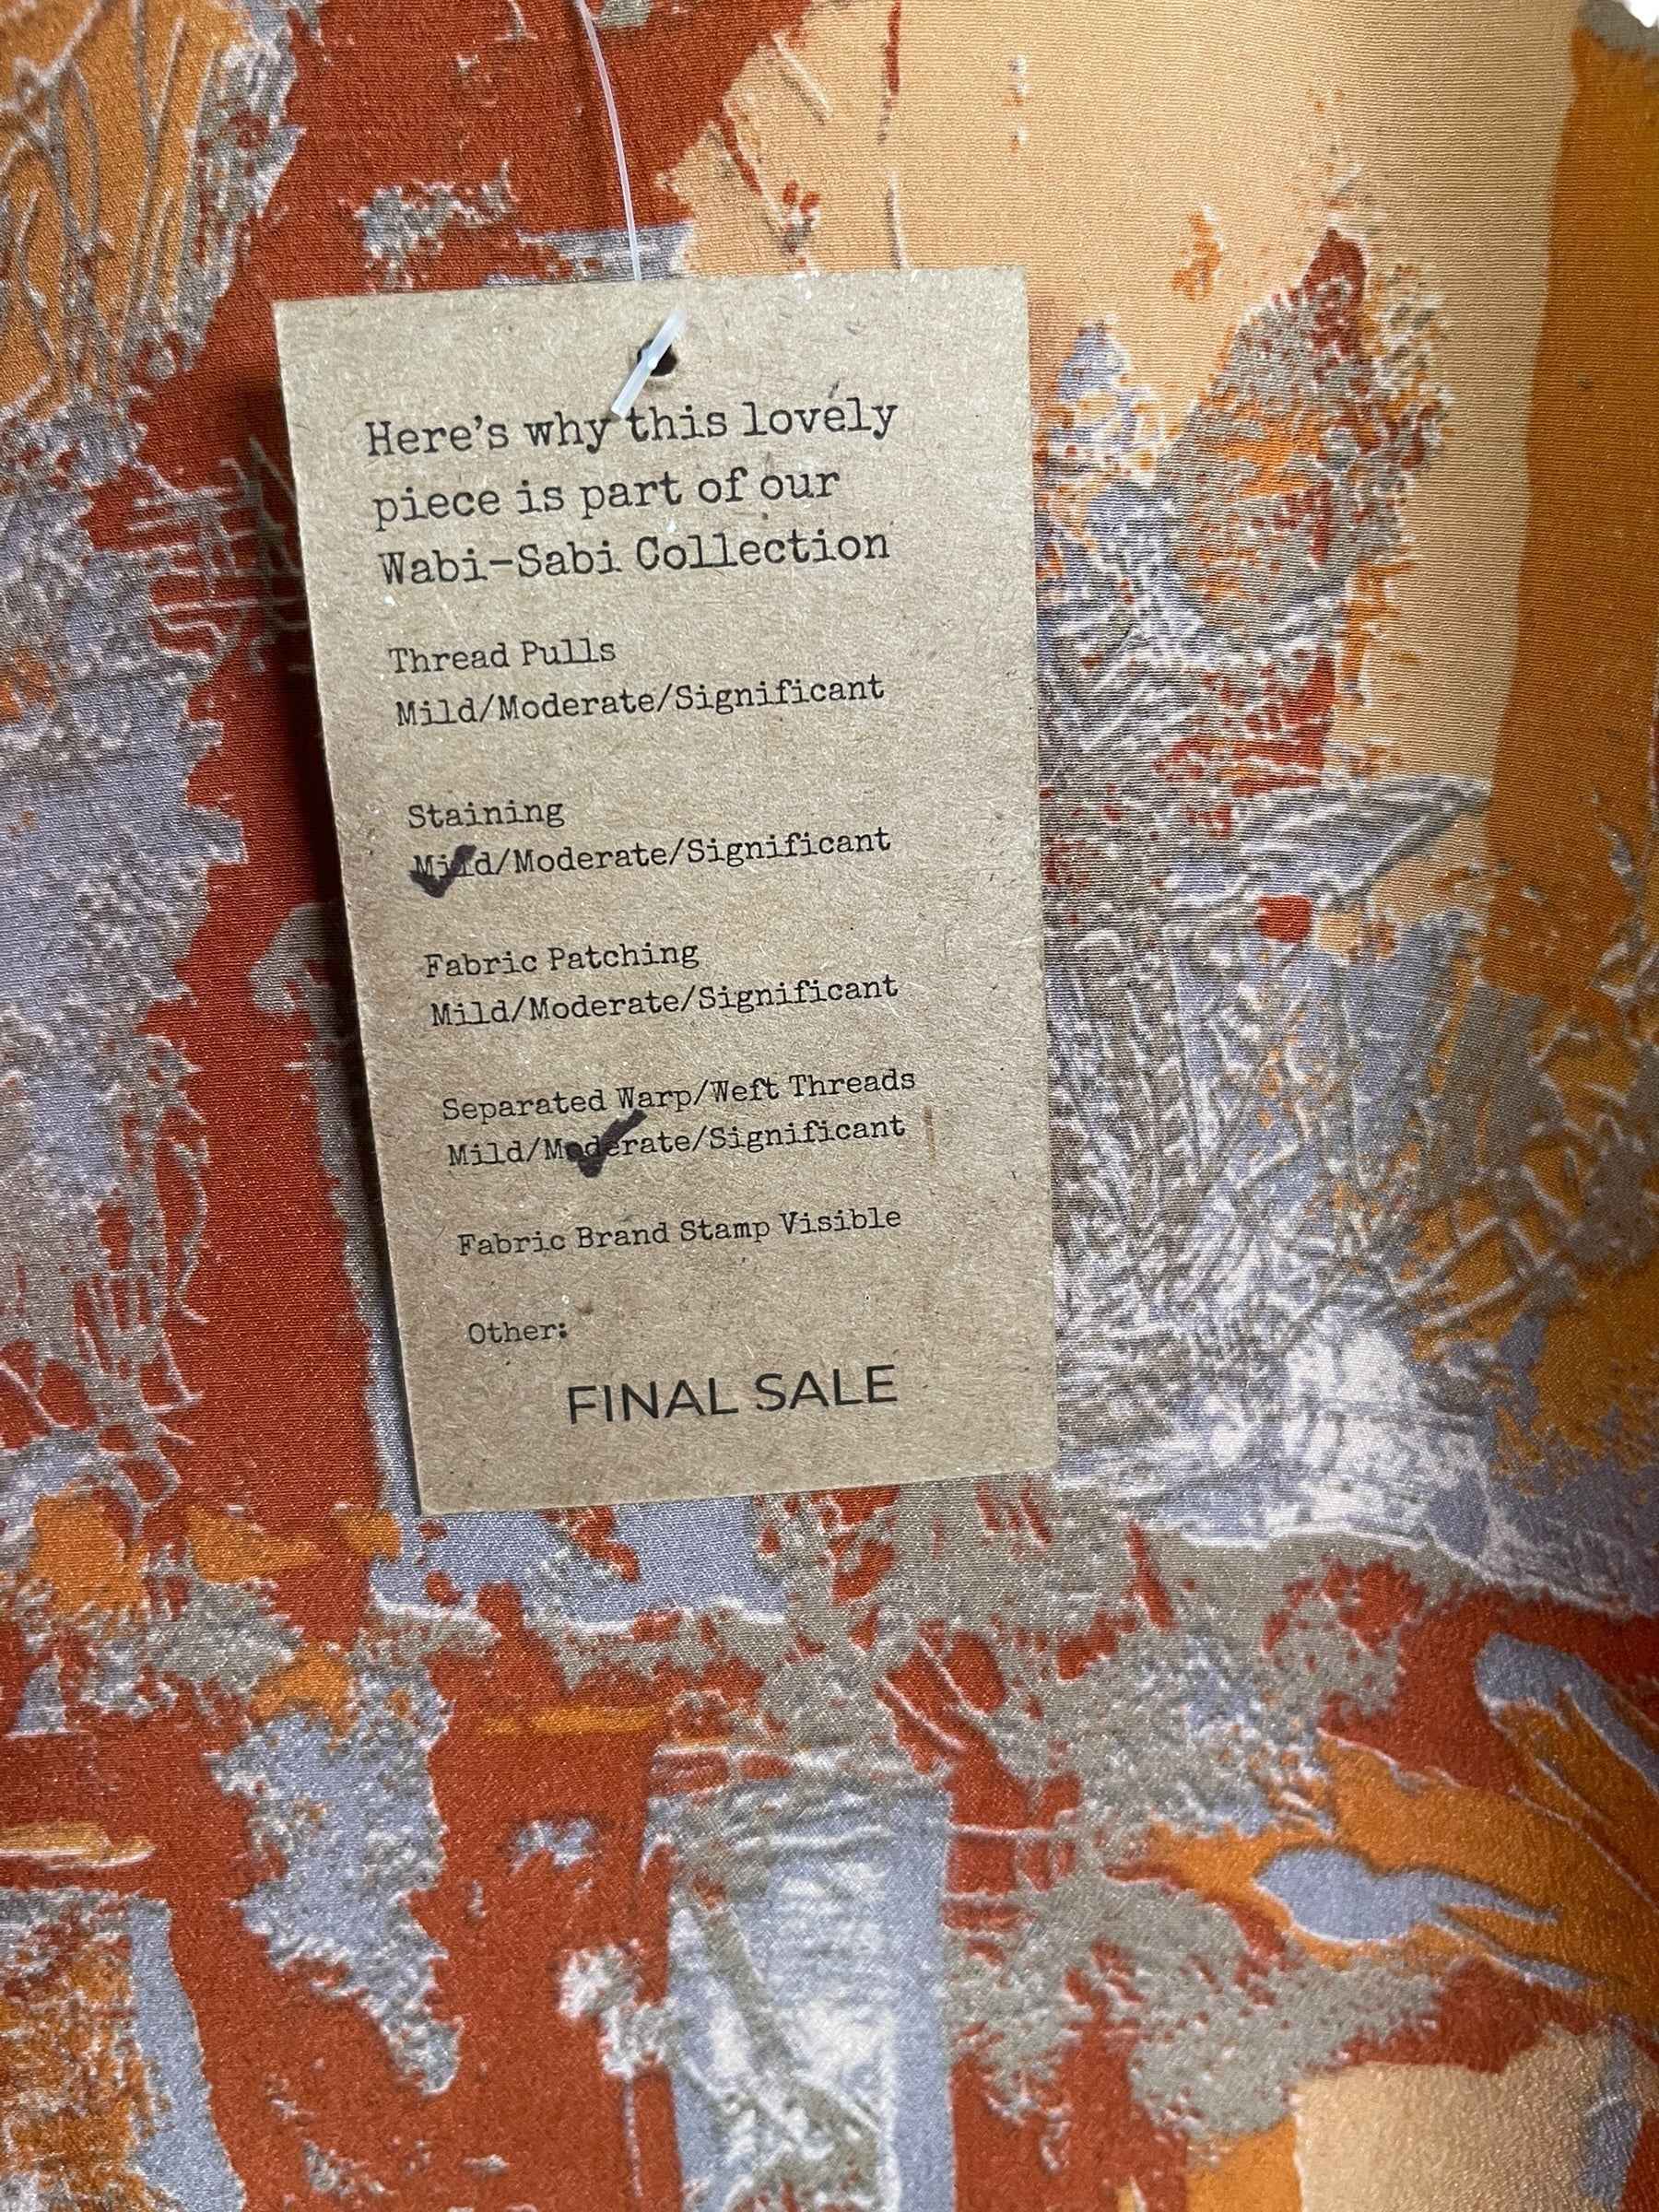 Here's why this lovely
piece is part of our
Wabi-Sabi Collection
Thread Pulls
Mild/Moderate/Significant
Staining
Mild/Moderate/Significant
Fabric Patching
Mild/Moderate/Significant
Separated Warp/Weft Threads
Mild/Moderate/Significant
Fabric Brand Stamp Visible
Other:
FINAL SALE